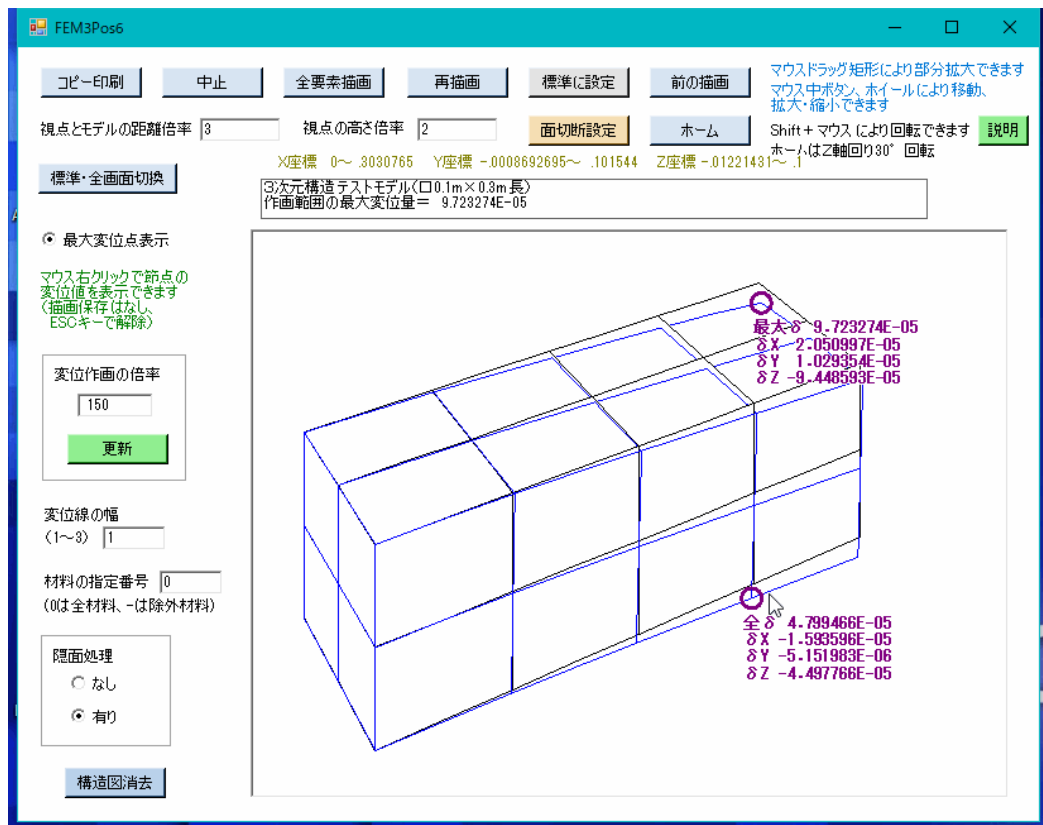 FEM3Pos6
コピー印刷
中止
全要素描画
再描画
標準に設定
前の描画
マウスドラッグ矩形により部分拡大できます
マウス中ボタン、ホイールにより移動、
拡大・縮小できます
視点とモデルの距離倍率 3
視点の高さ倍率 2
面切断設定
ホーム
Shift+マウスにより回転できます
説明
ホームはZ軸回り30° 回転
標準・全画面切換
X座標 0～ .3030765 Y座標 -.0008692695～ .101544 Z座標 -.01221431～ .1
3次元構造テストモデル(口0.1m×0.3m長)
作画範囲の最大変位量＝ 9.723274E-05
最大変位点表示
マウス右クリックで節点の
変位値を表示できます
(描画保存はなし、
ESCキーで解除)
変位作画の倍率
150
更新
変位線の幅
(1～3) 1
材料の指定番号 0
(0は全材料、-は除外材料)
隠面処理
なし
有り
構造図消去
最大δ 9.723274E-05
δX 2.050997E-05
δY 1.029354E-05
δZ -9.448593E-05
全δ 4.799466E-05
δX -1.593596E-05
δY -5.151983E-06
δZ -4.497766E-05